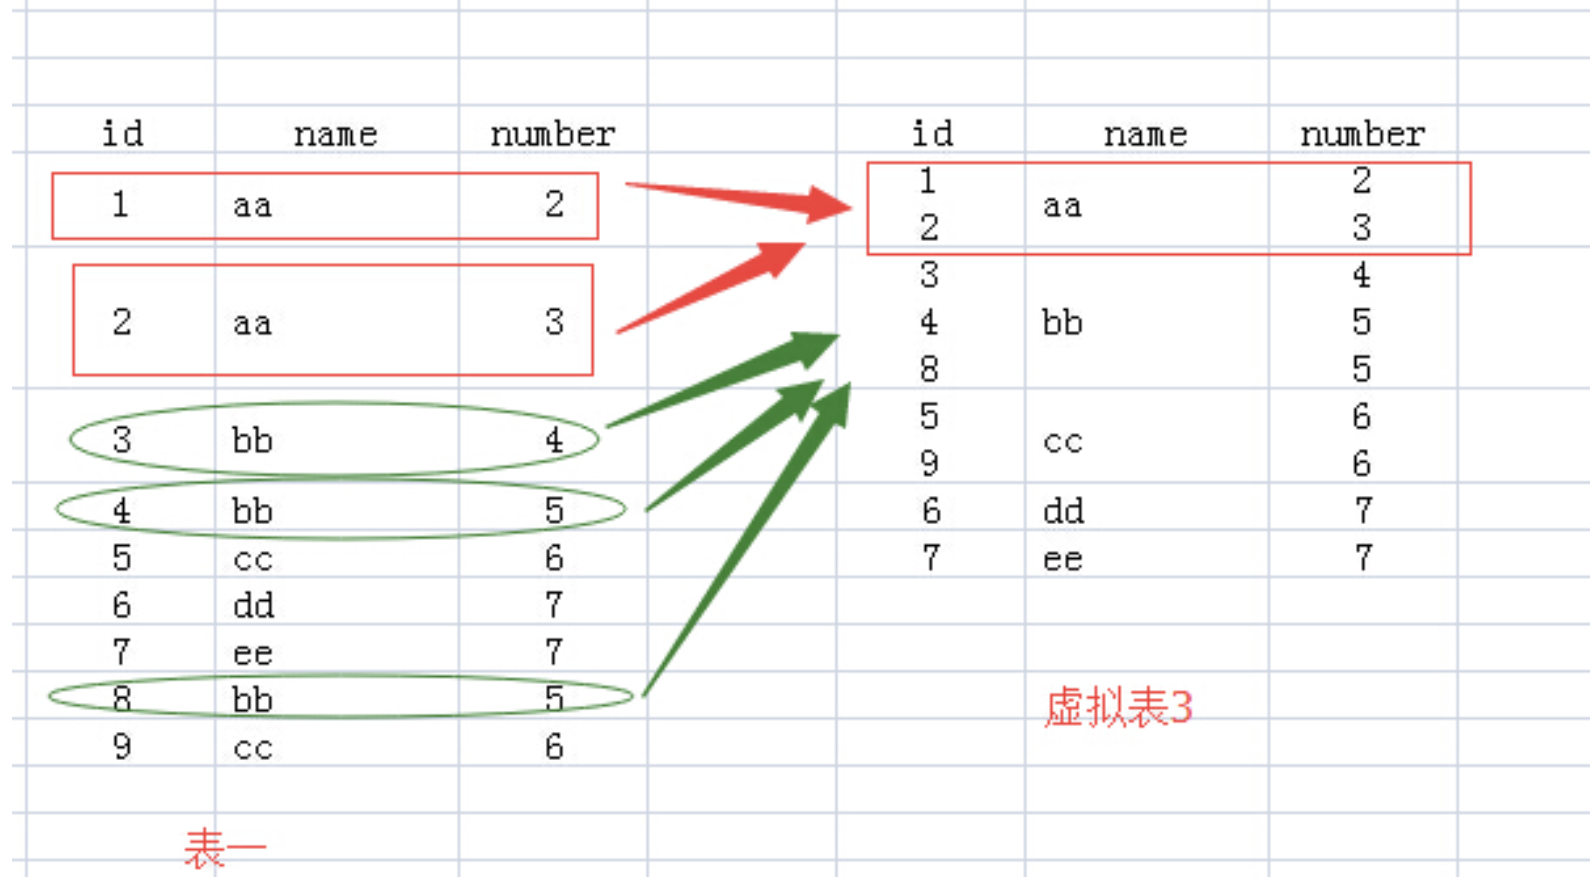 id name number
1 aa 2
2 aa 3
3 bb 4
4 bb 5
5 cc 6
6 dd 7
7 ee 7
8 bb 5
9 cc 6
表一
id name number
1 2
aa
2 3
3 4
4 bb 5
8 5
5 6
cc
9 6
6 dd 7
7 ee 7
虚拟表3